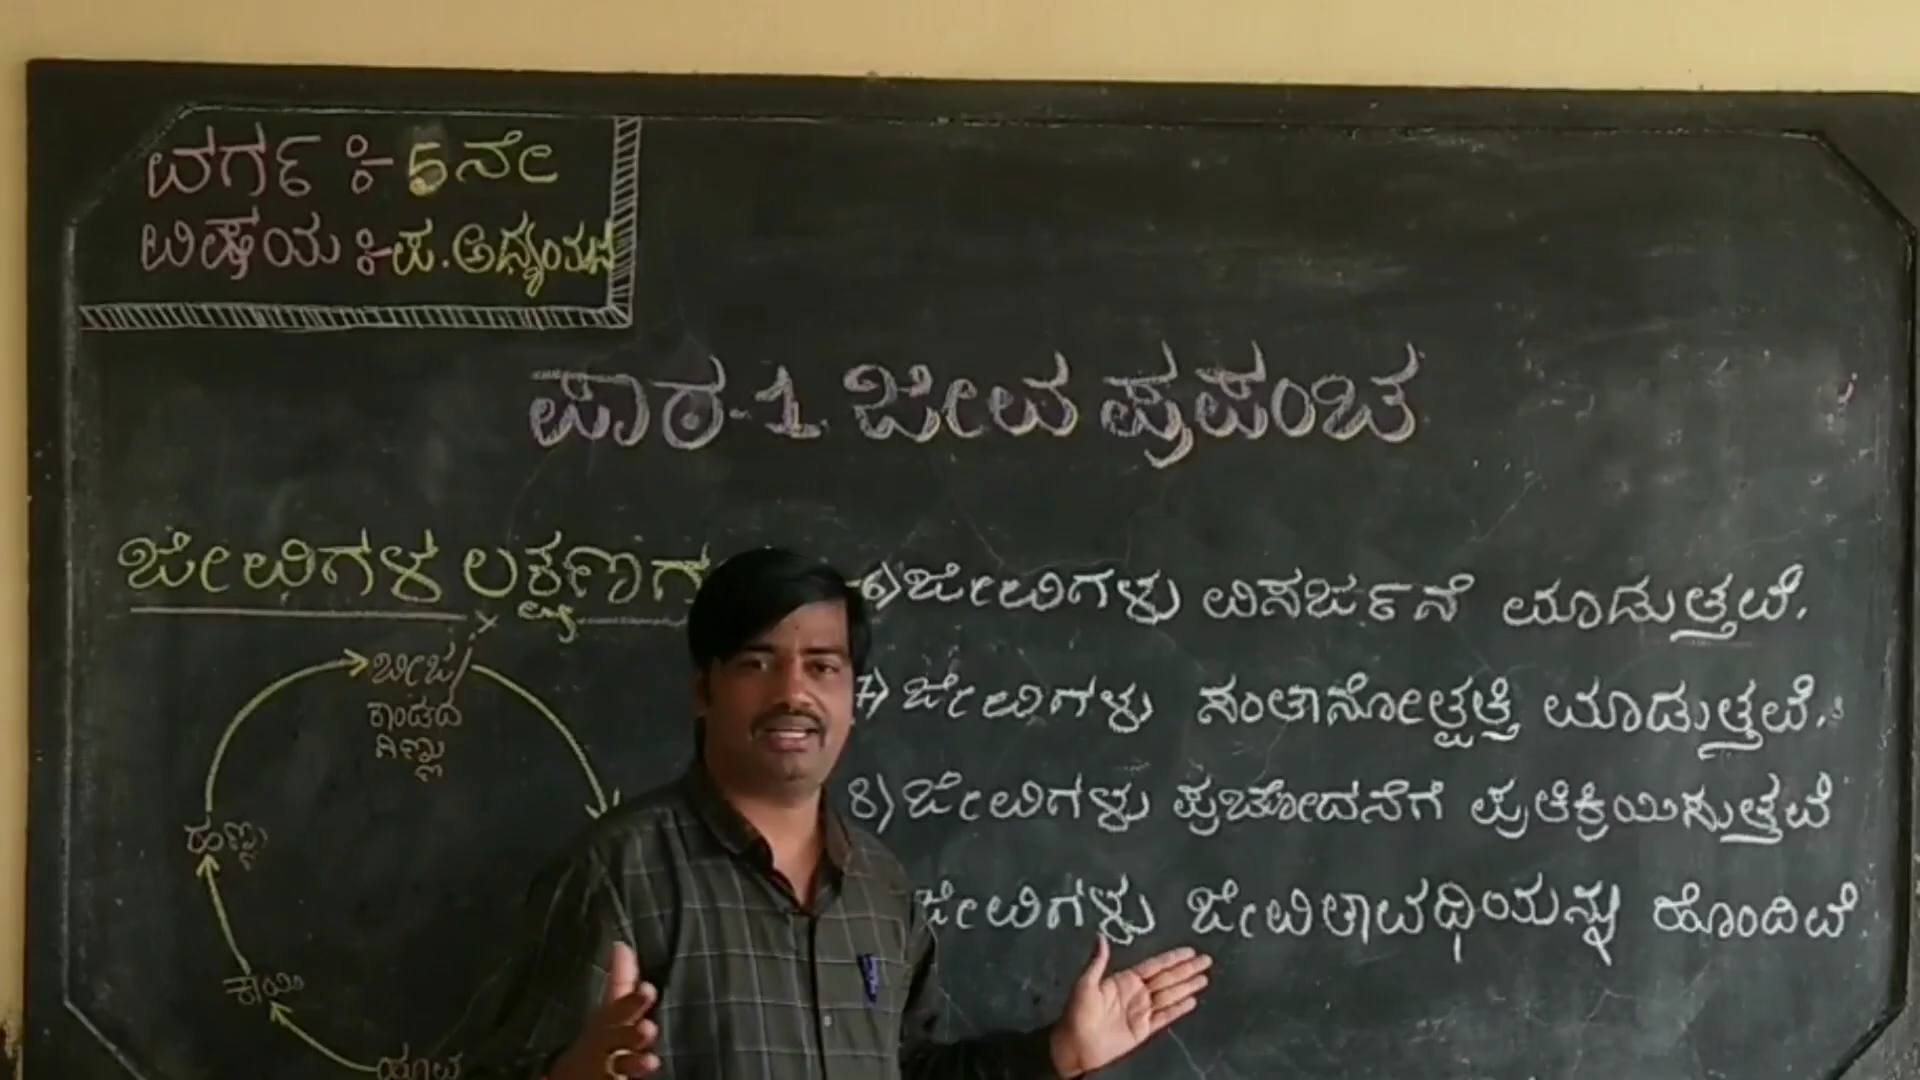 ವರ್ಗ :- 5ನೇ
ವಿಷಯ :- ಪ.ಅಧ್ಯಯನ
ಪಾಠ-1 ಜೀವ ಪ್ರಪಂಚ
ಜೀವಿಗಳ ಲಕ್ಷಣಗ
ಬೀಜ/
ಕಾಂಡದ
ಗಿಣ್ಣು
ಹಣ್ಣು
ಕಾಯಿ
ಹೂವು
6) ಜೀವಿಗಳು ವಿಸರ್ಜನೆ ಮಾಡುತ್ತವೆ.
7) ಜೀವಿಗಳು ಸಂತಾನೋತ್ಪತ್ತಿ ಮಾಡುತ್ತವೆ.
8) ಜೀವಿಗಳು ಪ್ರಚೋದನೆಗೆ ಪ್ರತಿಕ್ರಿಯಿಸುತ್ತವೆ
ಜೀವಿಗಳು ಜೀವಿತಾವಧಿಯನ್ನು ಹೊಂದಿವೆ.